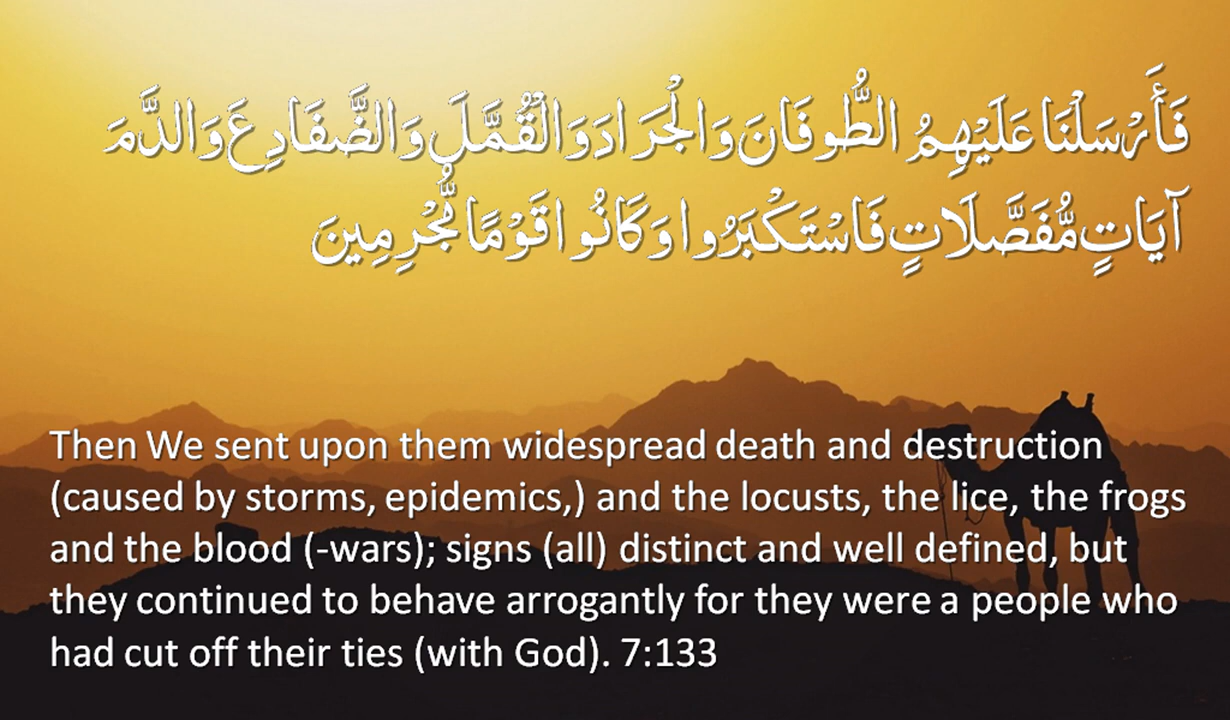 فَأَرْسَلْنَا عَلَيْهِمُ الطُّوفَانَ وَالْجَرَادَ وَالْقُمَّلَ وَالضَّفَادِعَ وَالدَّمَ
آيَاتٍ مُّفَصَّلَاتٍ فَاسْتَكْبَرُوا وَكَانُوا قَوْمًا مُّجْرِمِينَ
Then We sent upon them widespread death and destruction
(caused by storms, epidemics,) and the locusts, the lice, the frogs
and the blood (-wars); signs (all) distinct and well defined, but
they continued to behave arrogantly for they were a people who
had cut off their ties (with God). 7:133